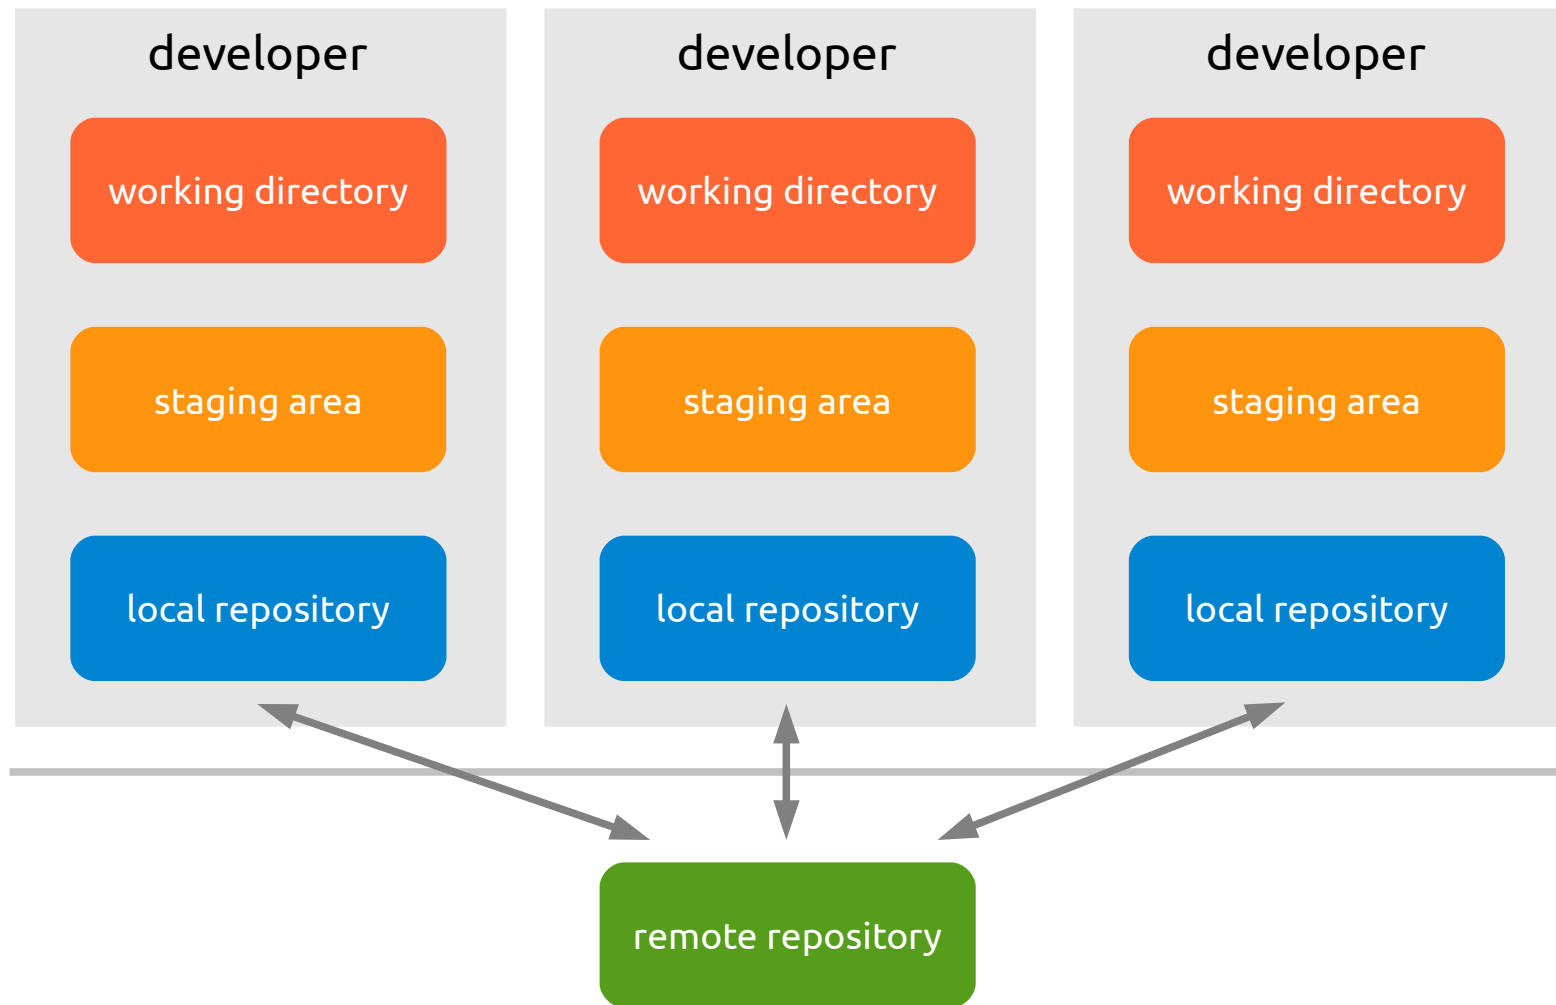 developer
working directory
staging area
local repository
developer
working directory
staging area
local repository
developer
working directory
staging area
local repository
remote repository